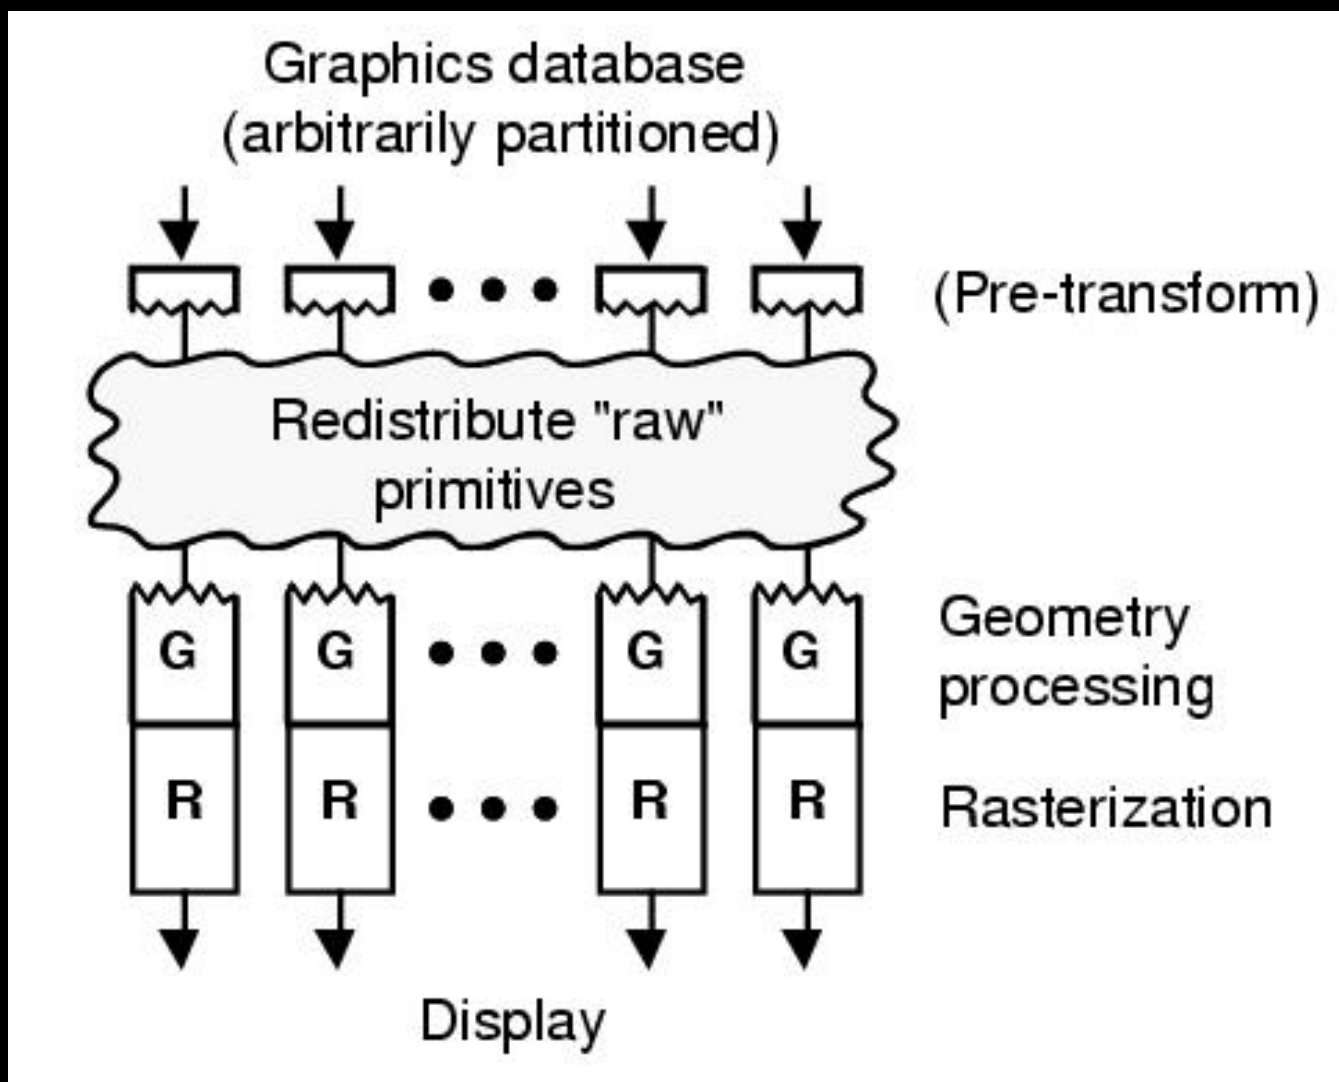 Graphics database
(arbitrarily partitioned)
(Pre-transform)
Redistribute "raw"
primitives
G G G G
Geometry
processing
R R R R
Rasterization
Display